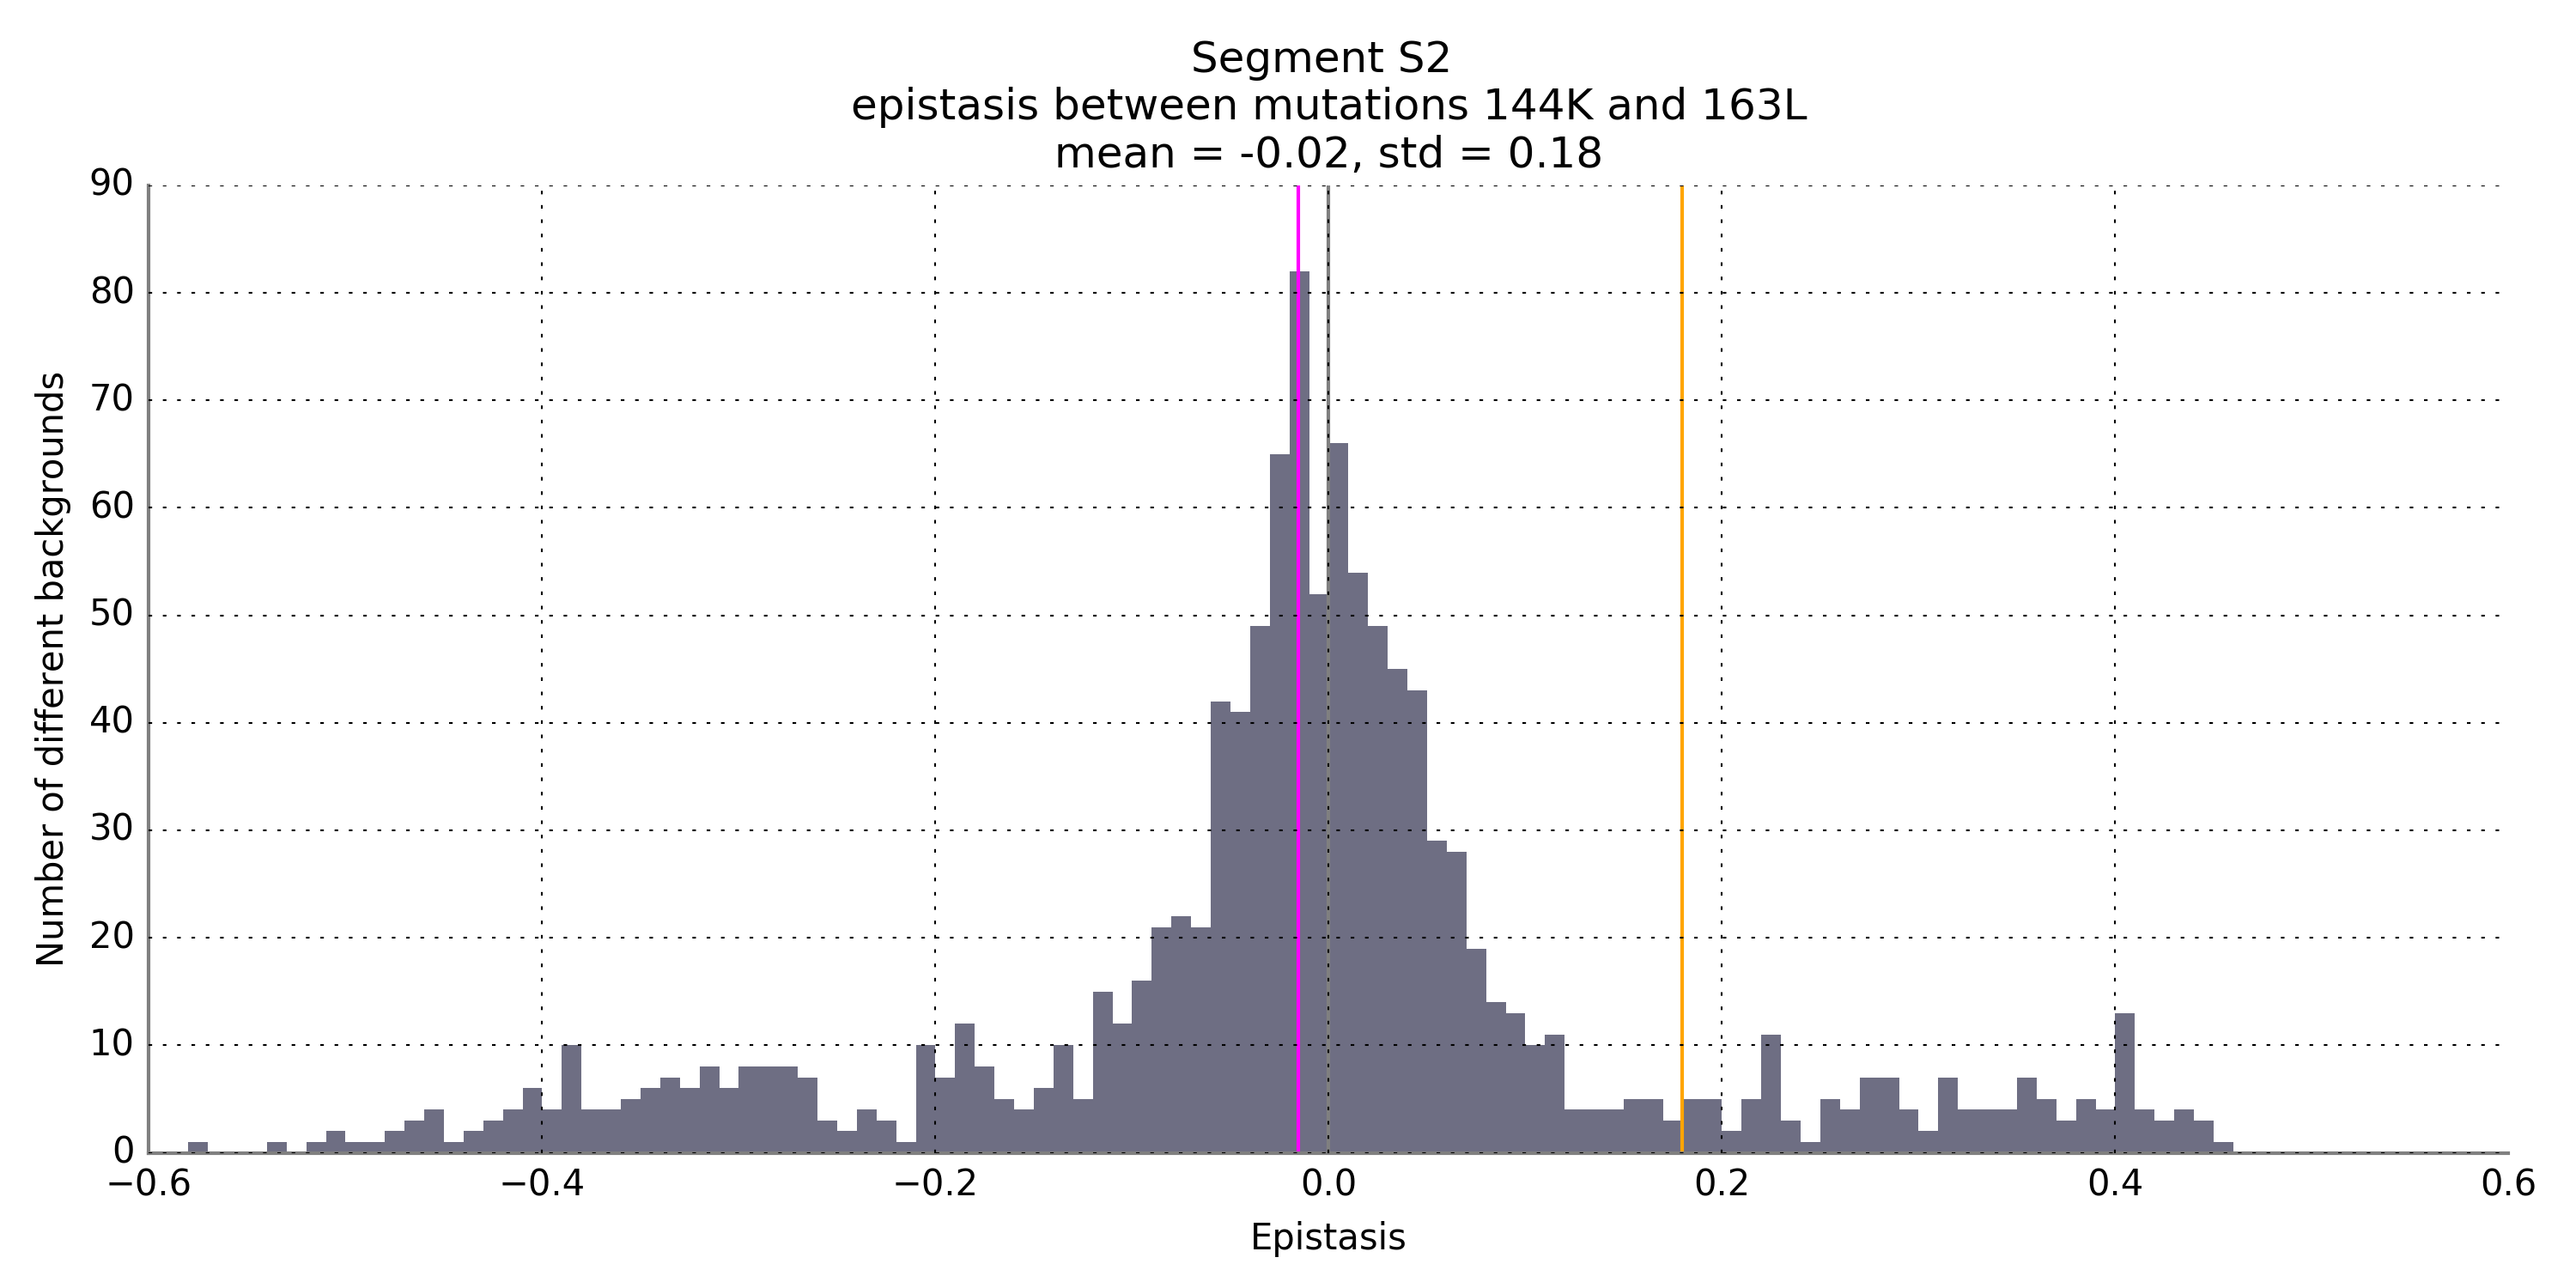 Segment S2
epistasis between mutations 144K and 163L
mean = -0.02, std = 0.18
Number of different backgrounds
90
80
70
60
50
40
30
20
10
0
−0.6 −0.4 −0.2 0.0 0.2 0.4 0.6
Epistasis